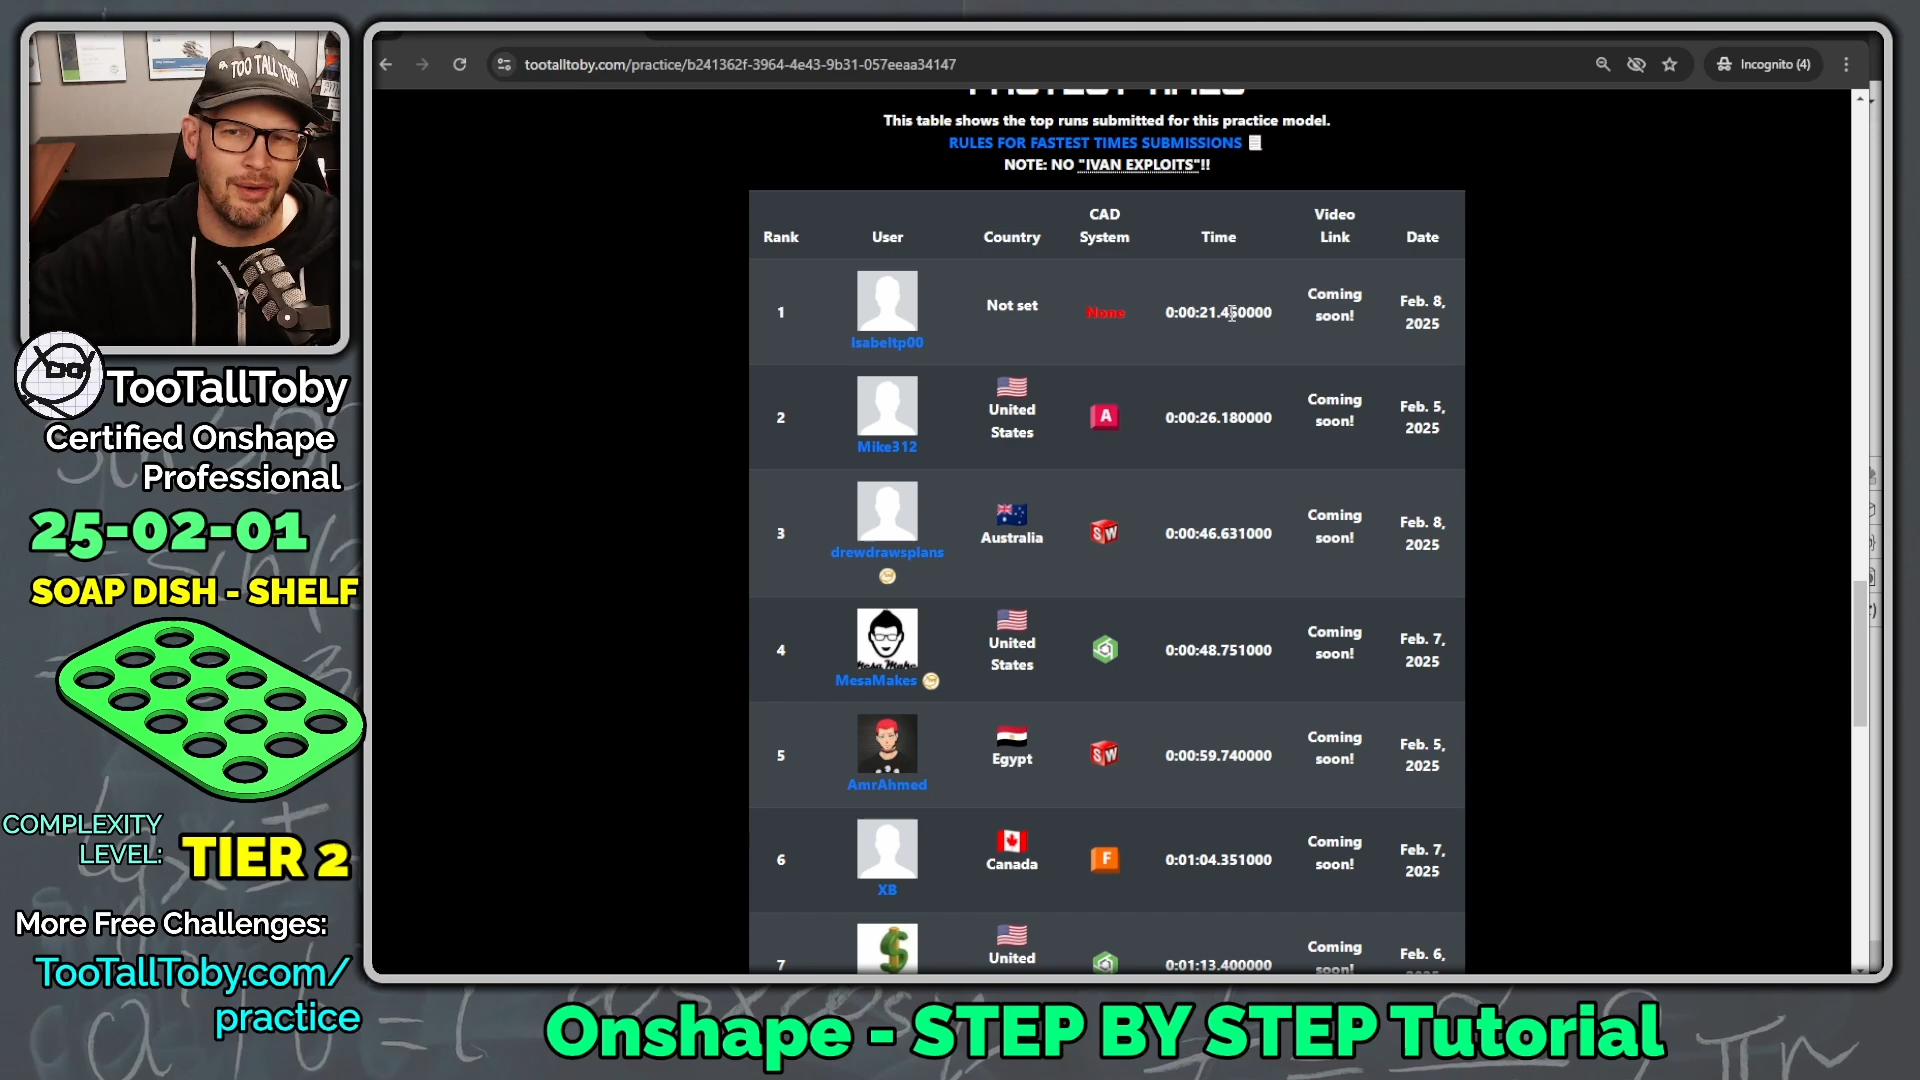 TOO TALL TOBY
TooTallToby
Certified Onshape
Professional
25-02-01
SOAP DISH - SHELF
COMPLEXITY
LEVEL:
TIER 2
More Free Challenges:
TooTallToby.com/
practice
tootalltoby.com/practice/b241362f-3964-4e43-9b31-057eeaa34147
Incognito (4)
FASTEST TIMES
This table shows the top runs submitted for this practice model.
RULES FOR FASTEST TIMES SUBMISSIONS
NOTE: NO "IVAN EXPLOITS"!!
Rank User Country CAD System Time Video Link Date
1 Isabeltp00 Not set None 0:00:21.450000 Coming soon! Feb. 8, 2025
2 Mike312 United States A 0:00:26.180000 Coming soon! Feb. 5, 2025
3 drewdrawsplans Australia SW 0:00:46.631000 Coming soon! Feb. 8, 2025
4 Mesa Make MesaMakes United States 0:00:48.751000 Coming soon! Feb. 7, 2025
5 AmrAhmed Egypt SW 0:00:59.740000 Coming soon! Feb. 5, 2025
6 XB Canada F 0:01:04.351000 Coming soon! Feb. 7, 2025
7 United 0:01:13.400000 Coming soon! Feb. 6,
Onshape - STEP BY STEP Tutorial